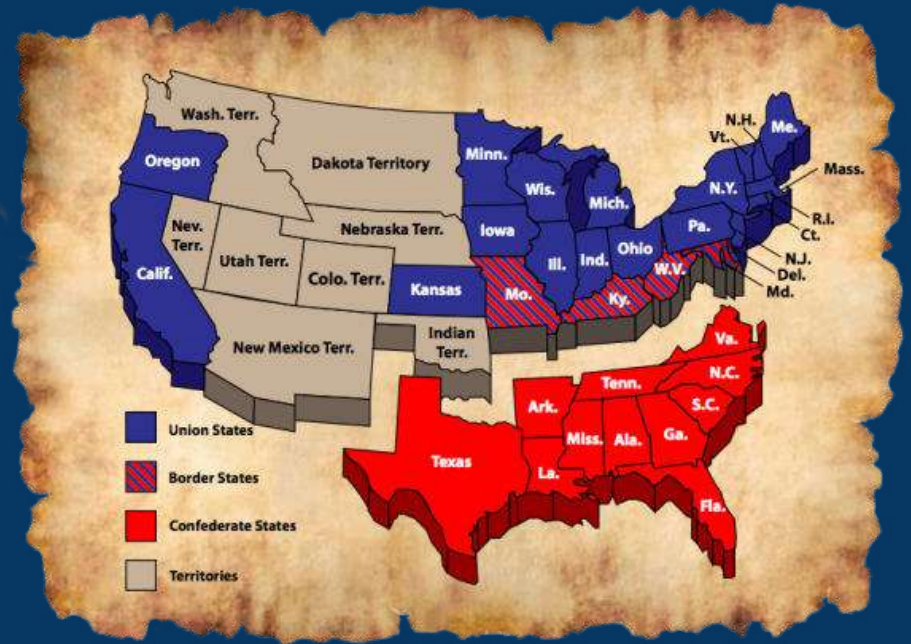 Wash. Terr.
Oregon
Dakota Territory
Minn.
Wis.
Mich.
N.H.
Vt.
Me.
Mass.
N.Y.
R.I.
Ct.
Pa.
N.J.
Del.
Md.
Nev.
Terr.
Utah Terr.
Nebraska Terr.
Iowa
Calif.
Colo. Terr.
Kansas
Ill.
Ind.
Ohio
W.V.
Mo.
Ky.
New Mexico Terr.
Indian
Terr.
Va.
N.C.
Tenn.
S.C.
Ark.
Miss.
Ala.
Ga.
Texas
La.
Fla.
Union States
Border States
Confederate States
Territories